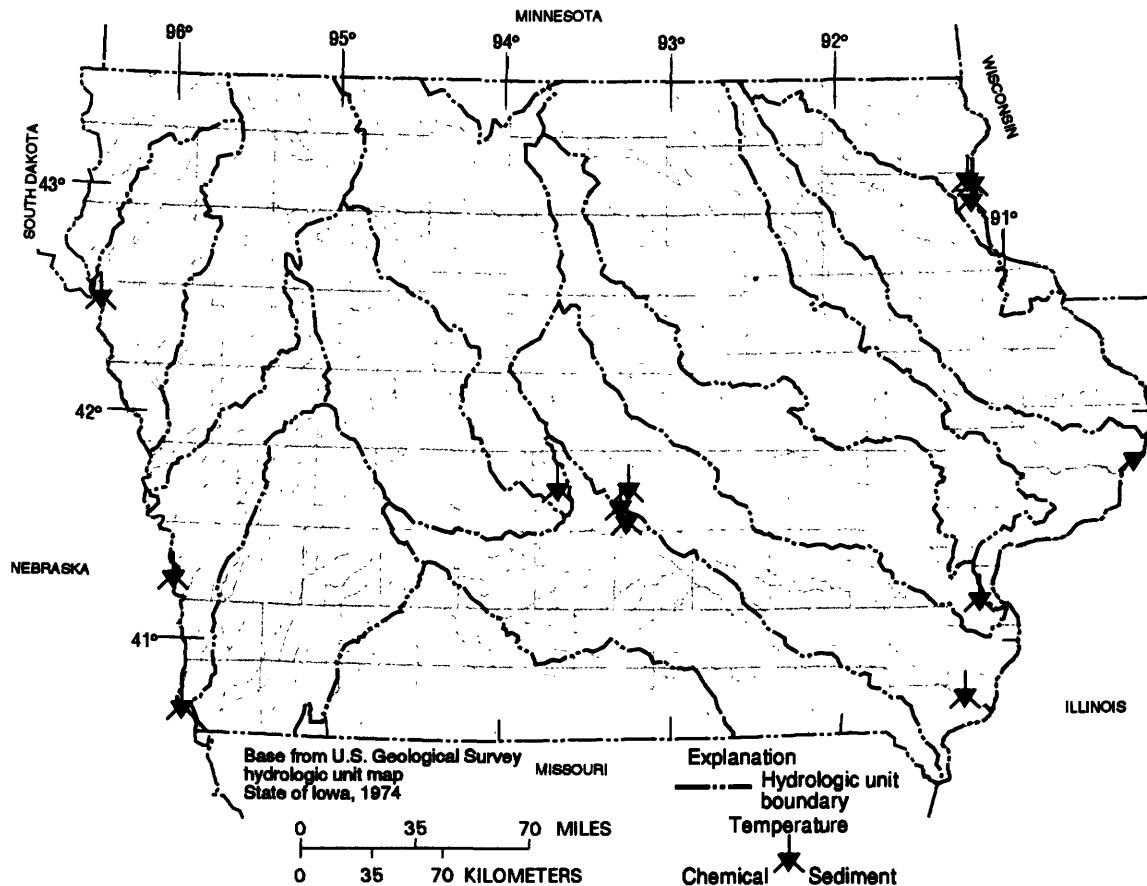 MINNESOTA
96° 95° 94° 93° 92°
WISCONSIN
SOUTH DAKOTA
43°
91°
42°
NEBRASKA
41°
ILLINOIS
Base from U.S. Geological Survey
hydrologic unit map
State of Iowa, 1974
MISSOURI
Explanation
Hydrologic unit
boundary
Temperature
Chemical Sediment
0 35 70 MILES
0 35 70 KILOMETERS